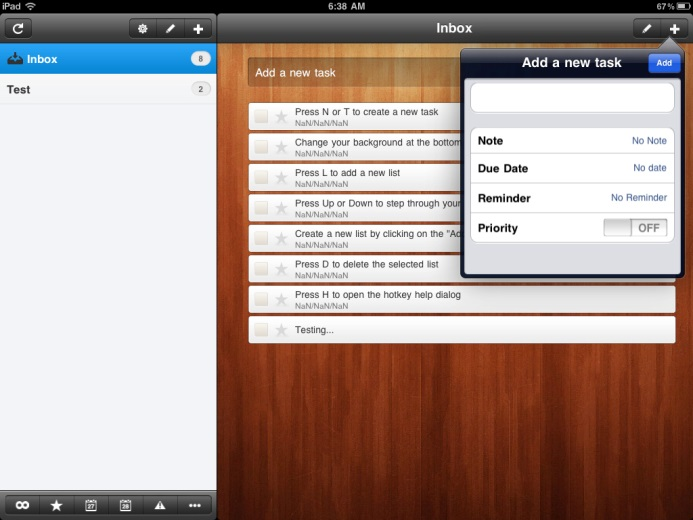 iPad
6:38 AM
67%
Inbox
Inbox 8
Test 2
Add a new task
Press N or T to create a new task
NaN/NaN/NaN
Change your background at the bottom
NaN/NaN/NaN
Press L to add a new list
NaN/NaN/NaN
Press Up or Down to step through your
NaN/NaN/NaN
Create a new list by clicking on the "Ad
NaN/NaN/NaN
Press D to delete the selected list
NaN/NaN/NaN
Press H to open the hotkey help dialog
NaN/NaN/NaN
Testing...
Add a new task
Add
Note No Note
Due Date No date
Reminder No Reminder
Priority OFF
27
28